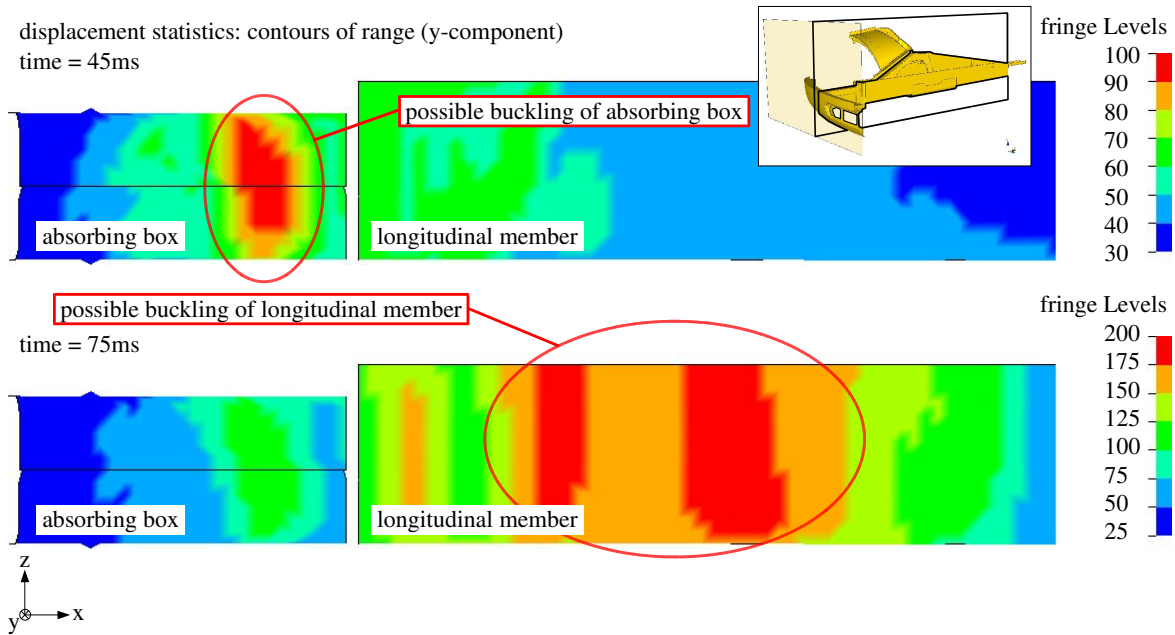 displacement statistics: contours of range (y-component)
time = 45ms
fringe Levels
100
90
80
70
60
50
40
30
possible buckling of absorbing box
absorbing box
longitudinal member
possible buckling of longitudinal member
time = 75ms
fringe Levels
200
175
150
125
100
75
50
25
absorbing box
longitudinal member
z
y
x